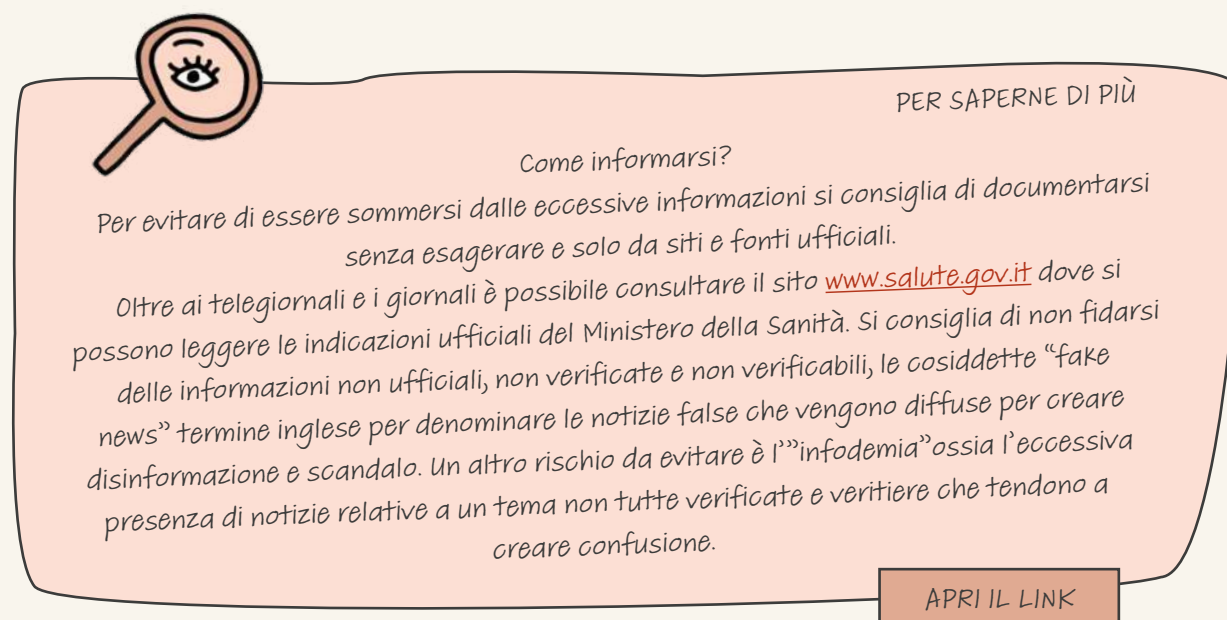 PER SAPERNE DI PIÙ
Come informarsi?
Per evitare di essere sommersi dalle eccessive informazioni si consiglia di documentarsi
senza esagerare e solo da siti e fonti ufficiali.
Oltre ai telegiornali e i giornali è possibile consultare il sito www.salute.gov.it dove si
possono leggere le indicazioni ufficiali del Ministero della Sanità. Si consiglia di non fidarsi
delle informazioni non ufficiali, non verificate e non verificabili, le cosiddette “fake
news” termine inglese per denominare le notizie false che vengono diffuse per creare
disinformazione e scandalo. Un altro rischio da evitare è l’”’infodemia”ossia l’eccessiva
presenza di notizie relative a un tema non tutte verificate e veritiere che tendono a
creare confusione.
APRI IL LINK